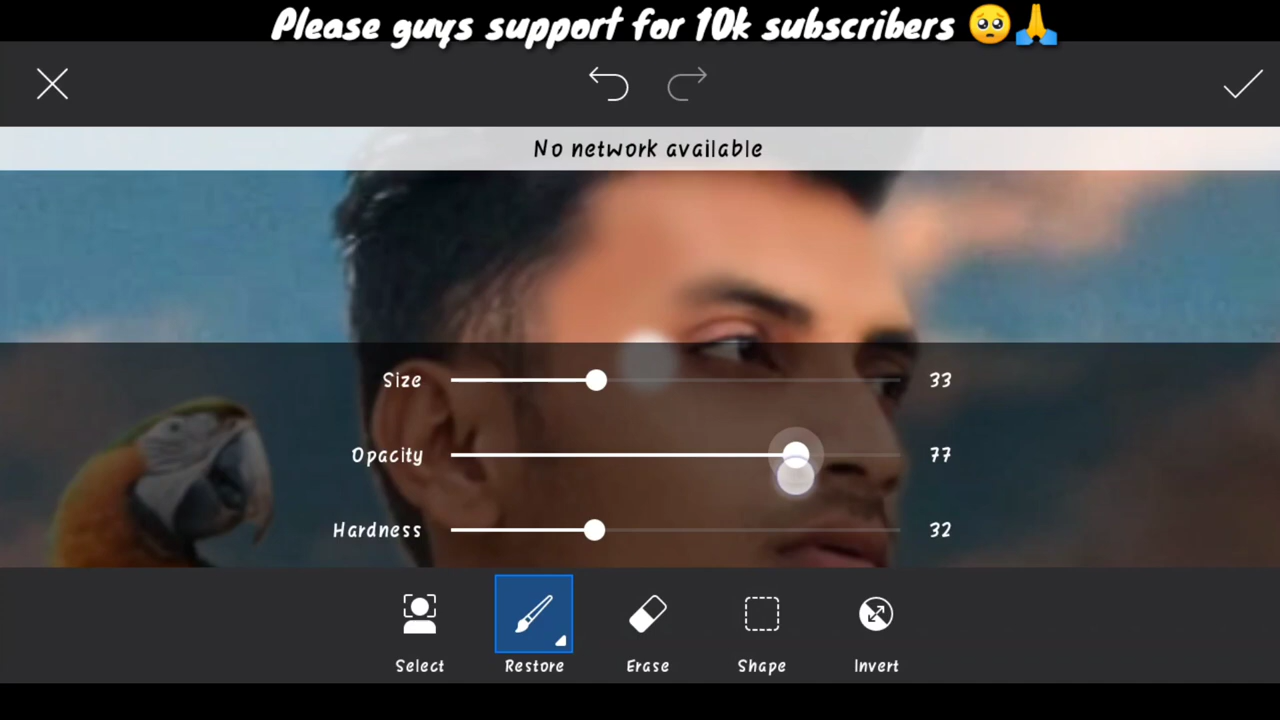 Please guys support for 10k subscribers 🥺🙏
No network available
Size 33
Opacity 77
Hardness 32
Select Restore Erase Shape Invert